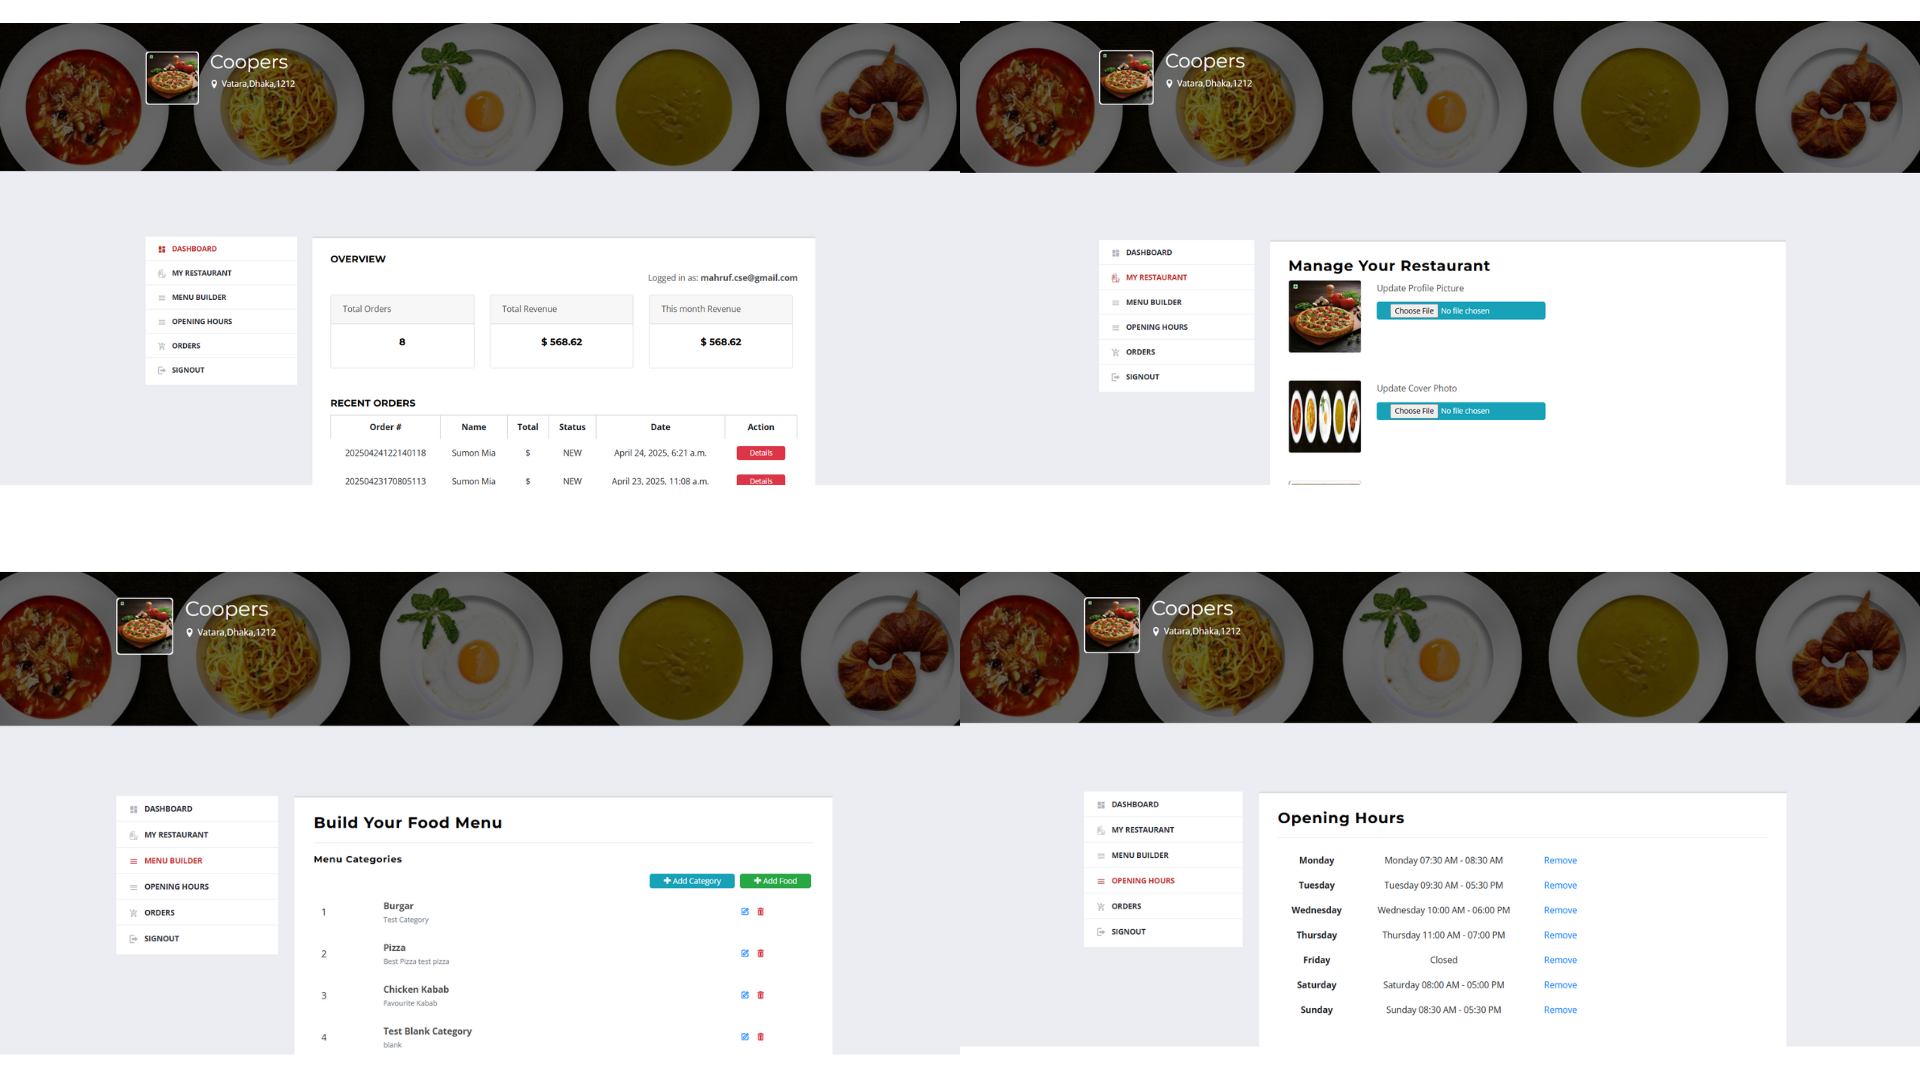 Coopers
Vatara,Dhaka,1212
DASHBOARD
MY RESTAURANT
MENU BUILDER
OPENING HOURS
ORDERS
SIGNOUT
OVERVIEW
Logged in as: mahruf.cse@gmail.com
Total Orders
8
Total Revenue
$ 568.62
This month Revenue
$ 568.62
RECENT ORDERS
Order # Name Total Status Date Action
20250424122140118 Sumon Mia $ NEW April 24, 2025, 6:21 a.m. Details
20250423170805113 Sumon Mia $ NEW April 23, 2025, 11:08 a.m. Details
Coopers
Vatara,Dhaka,1212
DASHBOARD
MY RESTAURANT
MENU BUILDER
OPENING HOURS
ORDERS
SIGNOUT
Manage Your Restaurant
Update Profile Picture
Choose File No file chosen
Update Cover Photo
Choose File No file chosen
Coopers
Vatara,Dhaka,1212
DASHBOARD
MY RESTAURANT
MENU BUILDER
OPENING HOURS
ORDERS
SIGNOUT
Build Your Food Menu
Menu Categories
Add Category Add Food
1 Burgar
Test Category
2 Pizza
Best Pizza test pizza
3 Chicken Kabab
Favourite Kabab
4 Test Blank Category
blank
Coopers
Vatara,Dhaka,1212
DASHBOARD
MY RESTAURANT
MENU BUILDER
OPENING HOURS
ORDERS
SIGNOUT
Opening Hours
Monday Monday 07:30 AM - 08:30 AM Remove
Tuesday Tuesday 09:30 AM - 05:30 PM Remove
Wednesday Wednesday 10:00 AM - 06:00 PM Remove
Thursday Thursday 11:00 AM - 07:00 PM Remove
Friday Closed Remove
Saturday Saturday 08:00 AM - 05:00 PM Remove
Sunday Sunday 08:30 AM - 05:30 PM Remove